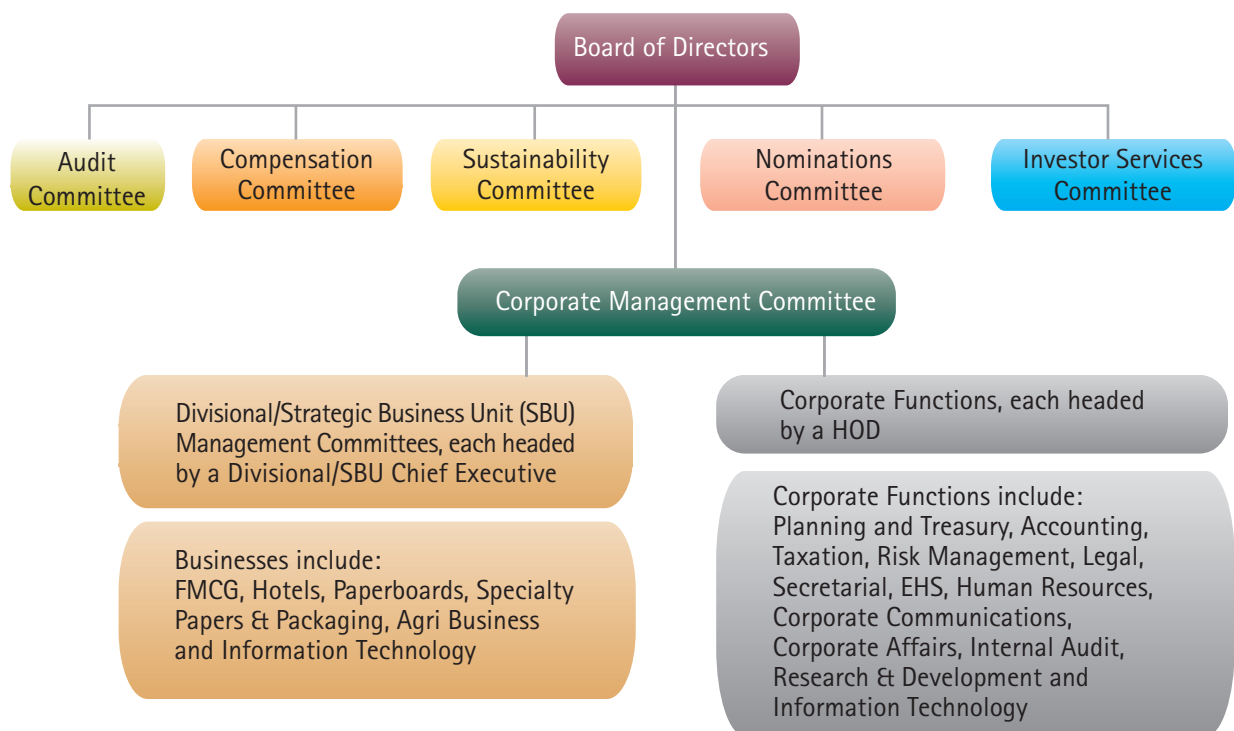 Board of Directors
Audit
Committee
Compensation
Committee
Sustainability
Committee
Nominations
Committee
Investor Services
Committee
Corporate Management Committee
Divisional/Strategic Business Unit (SBU)
Management Committees, each headed
by a Divisional/SBU Chief Executive
Businesses include:
FMCG, Hotels, Paperboards, Specialty
Papers & Packaging, Agri Business
and Information Technology
Corporate Functions, each headed
by a HOD
Corporate Functions include:
Planning and Treasury, Accounting,
Taxation, Risk Management, Legal,
Secretarial, EHS, Human Resources,
Corporate Communications,
Corporate Affairs, Internal Audit,
Research & Development and
Information Technology